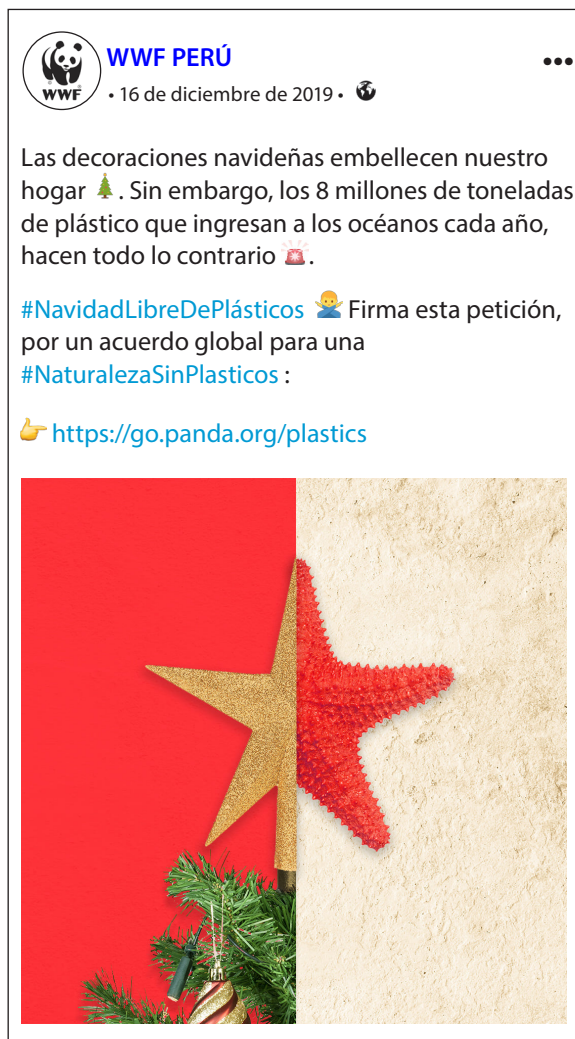 WWF
WWF PERÚ
• 16 de diciembre de 2019 •
Las decoraciones navideñas embellecen nuestro
hogar 🎄. Sin embargo, los 8 millones de toneladas
de plástico que ingresan a los océanos cada año,
hacen todo lo contrario 🚨.
#NavidadLibreDePlásticos 🙅‍♂️ Firma esta petición,
por un acuerdo global para una
#NaturalezaSinPlasticos :
👉 https://go.panda.org/plastics